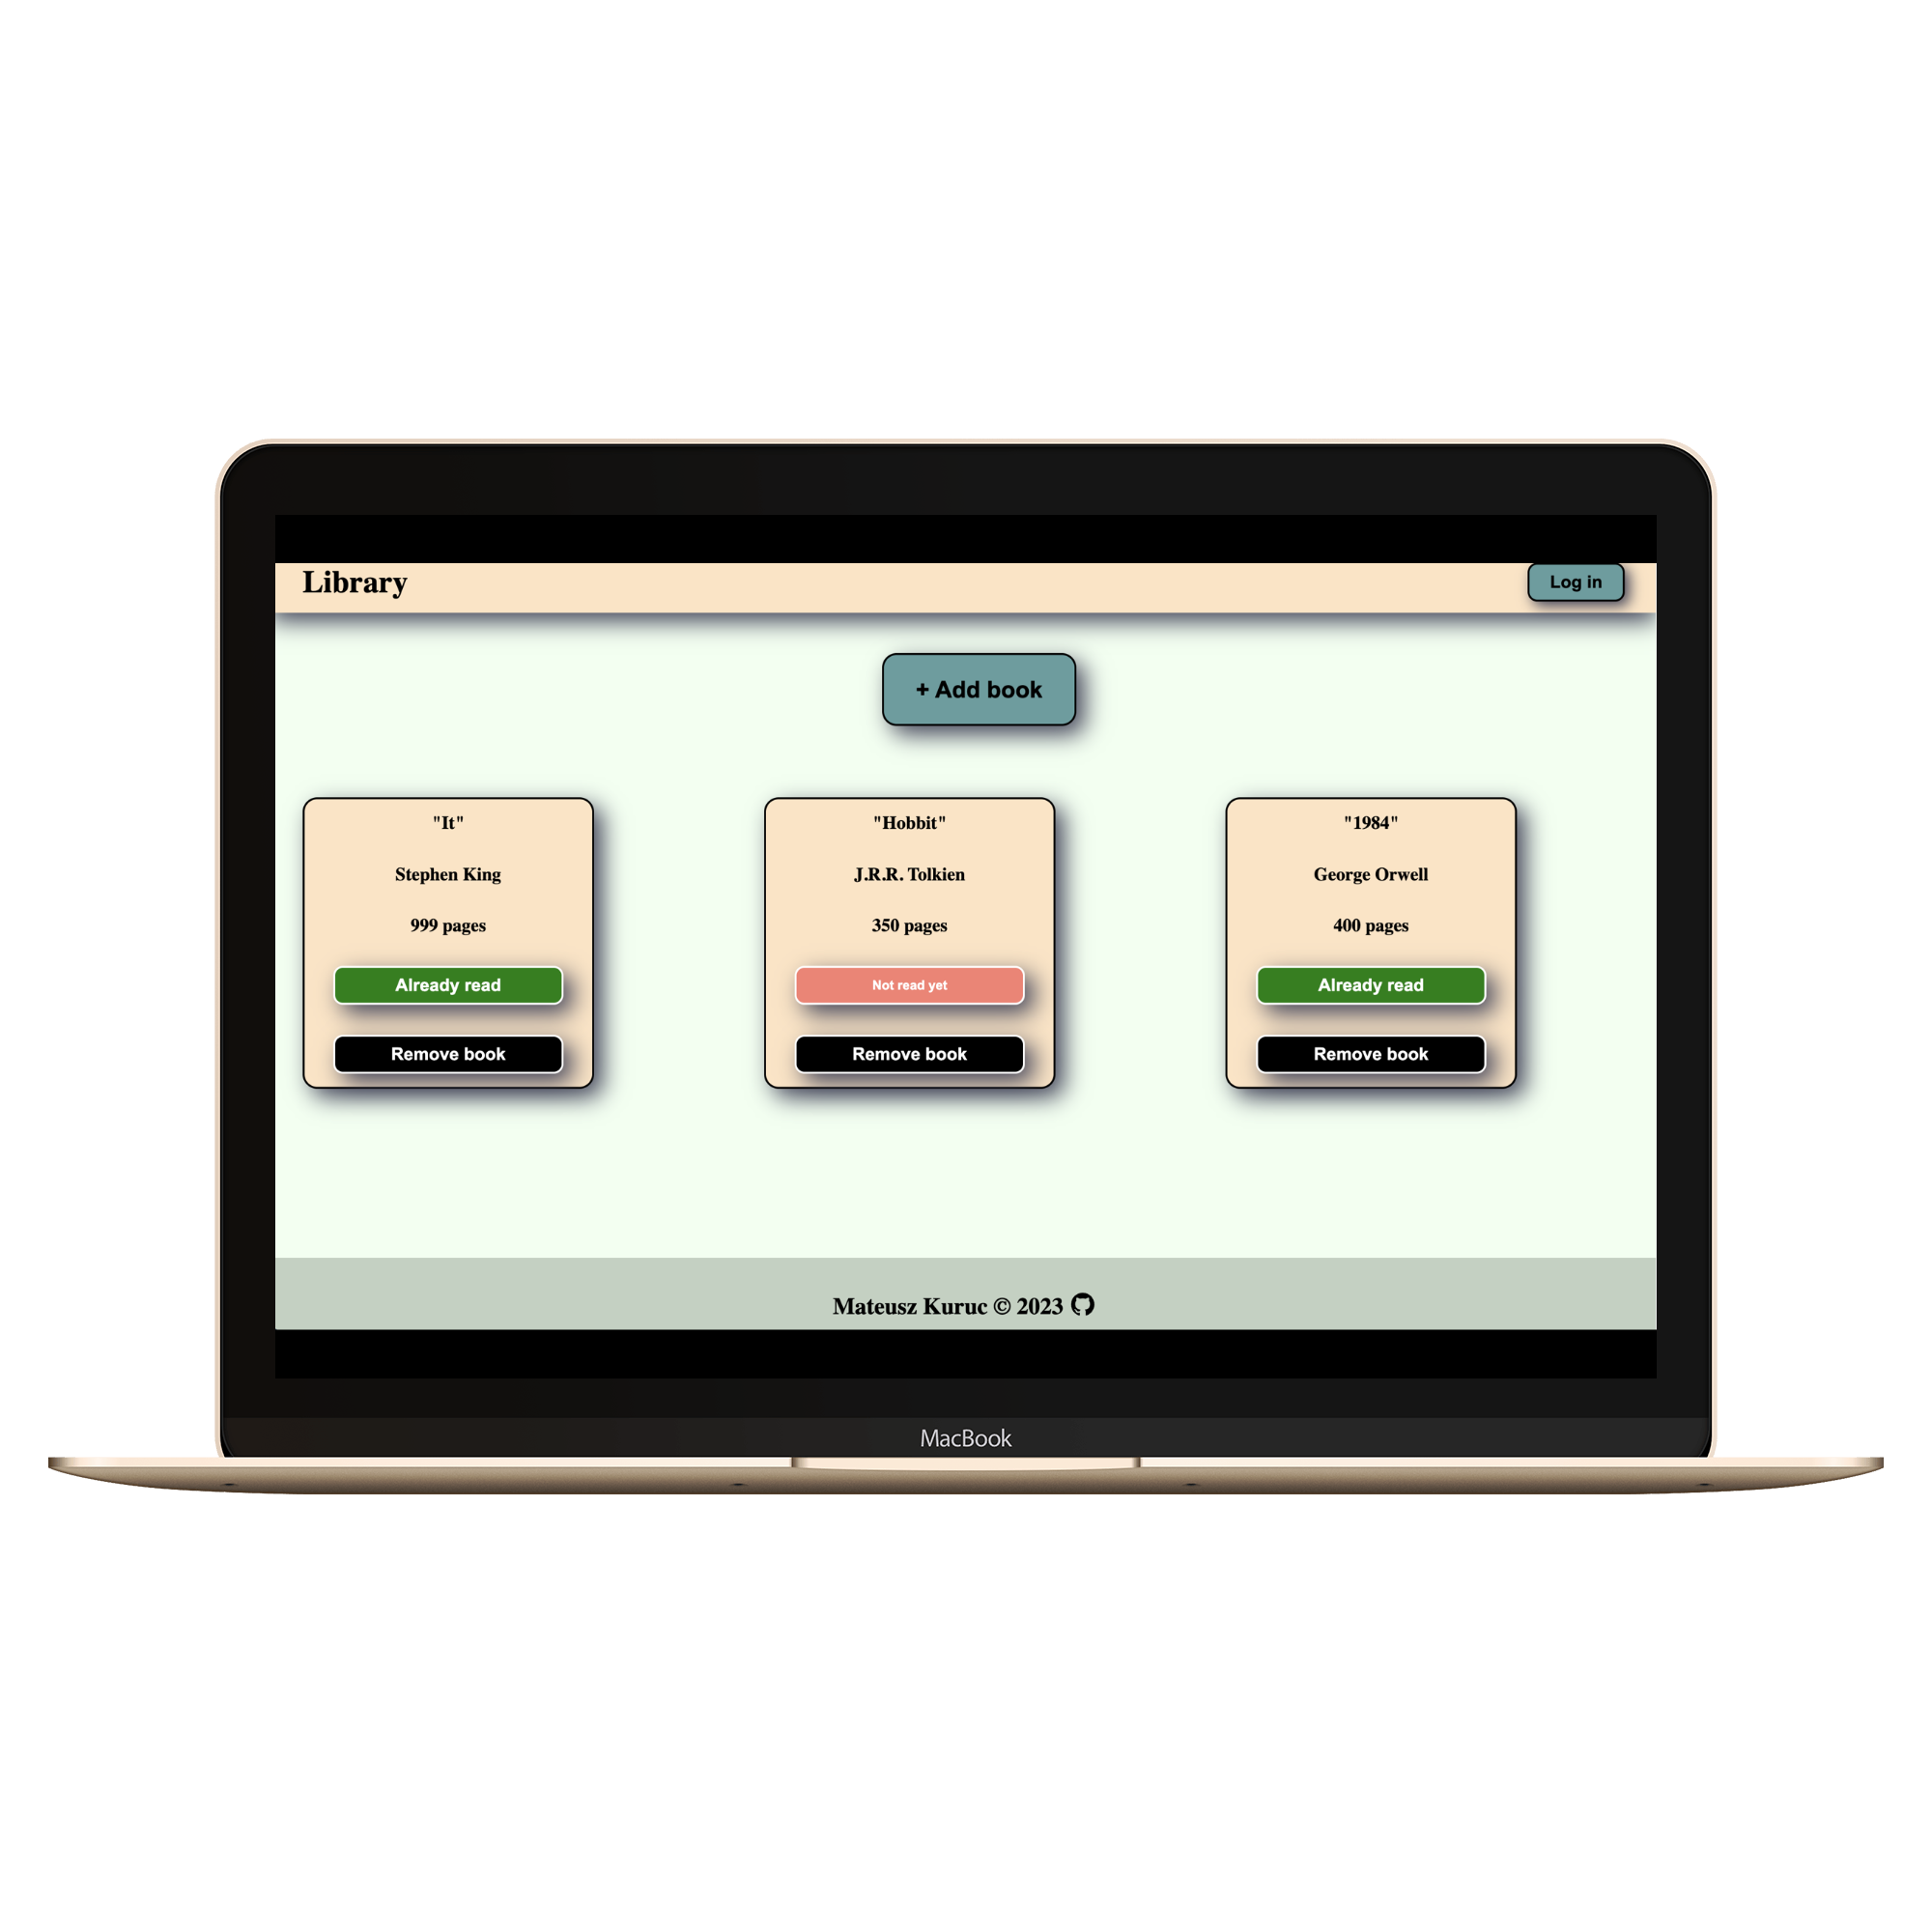 Library
Log in
+ Add book
"It"
Stephen King
999 pages
Already read
Remove book
"Hobbit"
J.R.R. Tolkien
350 pages
Not read yet
Remove book
"1984"
George Orwell
400 pages
Already read
Remove book
Mateusz Kuruc © 2023
MacBook